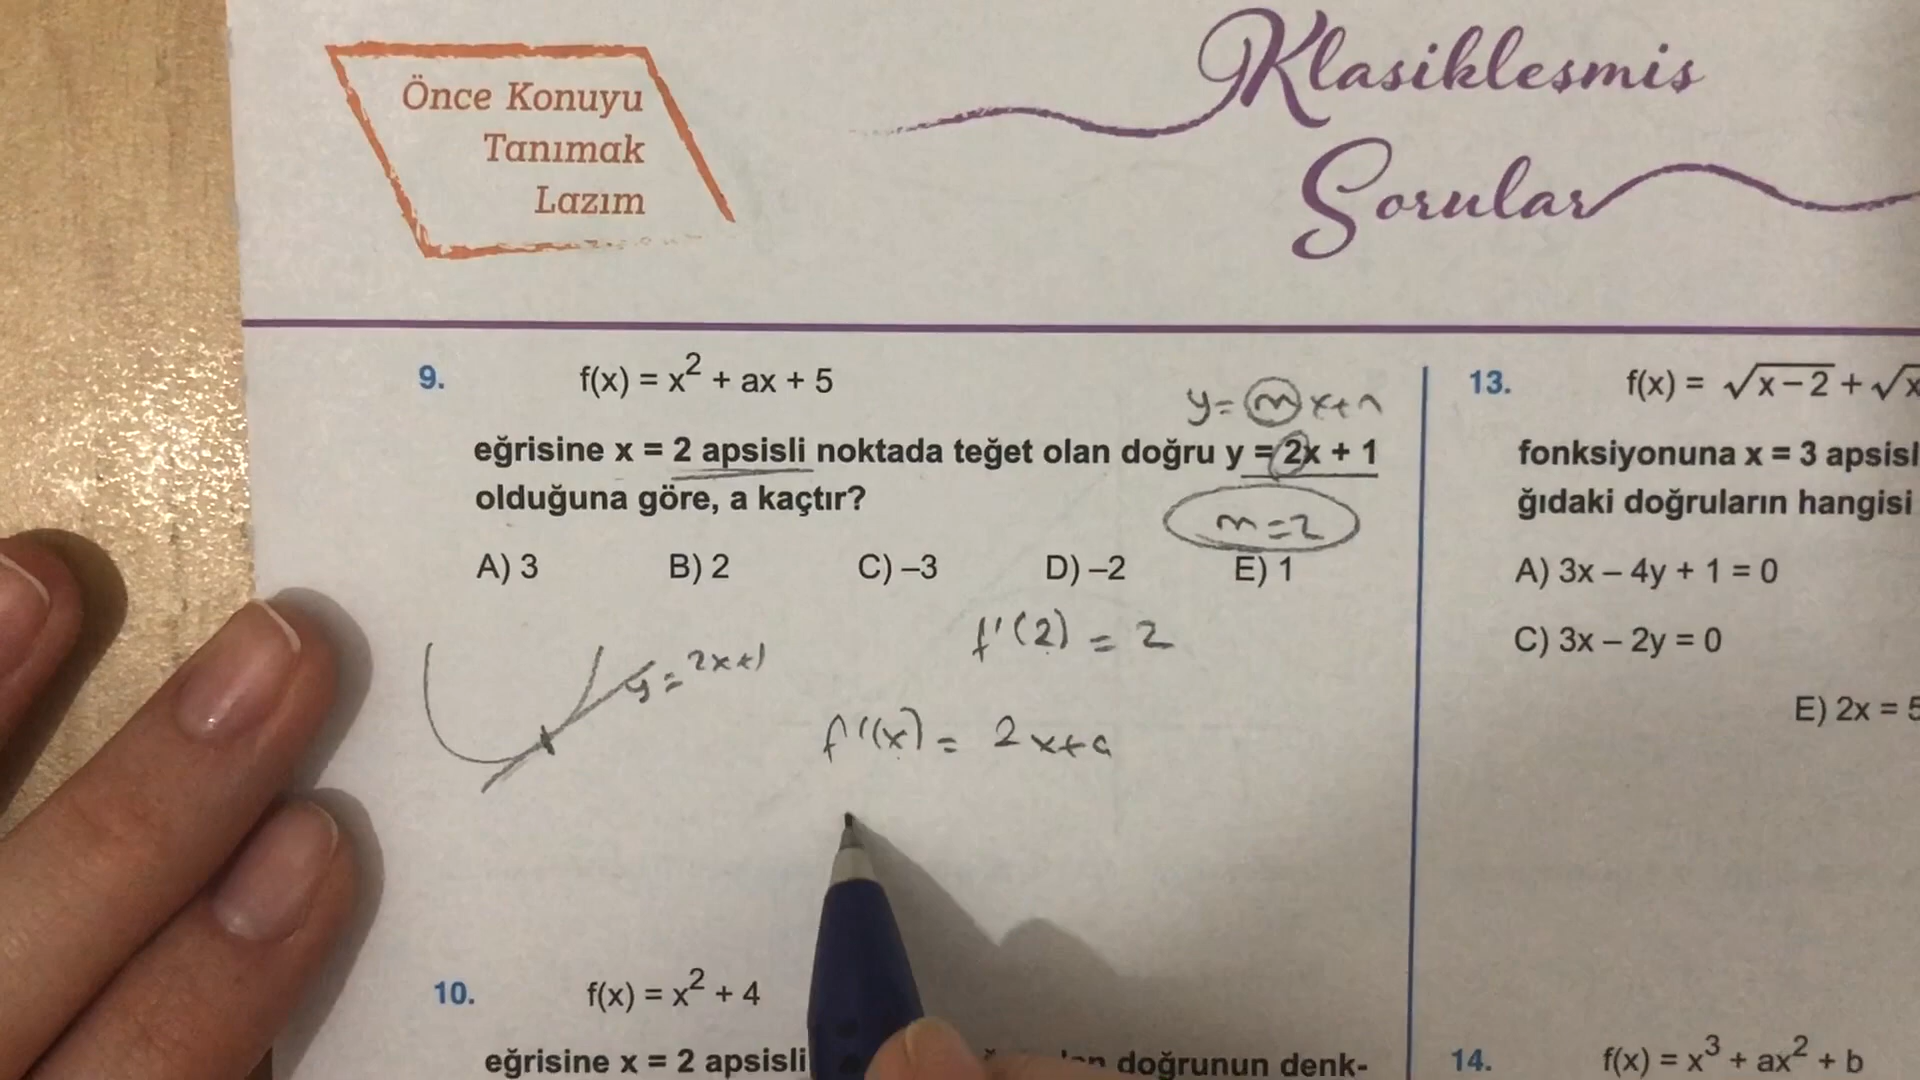 Önce Konuyu
Tanımak
Lazım
Klasikleşmiş
Sorular
9. f(x) = x² + ax + 5
y = mx+n
eğrisine x = 2 apsisli noktada teğet olan doğru y = 2x + 1
olduğuna göre, a kaçtır?
m=2
A) 3 B) 2 C) –3 D) –2 E) 1
f'(2) = 2
y = 2x+1
f'(x) = 2x+a
10. f(x) = x² + 4
eğrisine x = 2 apsisli doğrunun denk-
13. f(x) = √x – 2 + √x
fonksiyonuna x = 3 apsisl
ğıdaki doğruların hangisi
A) 3x – 4y + 1 = 0
C) 3x – 2y = 0
E) 2x = 5
14. f(x) = x³ + ax² + b